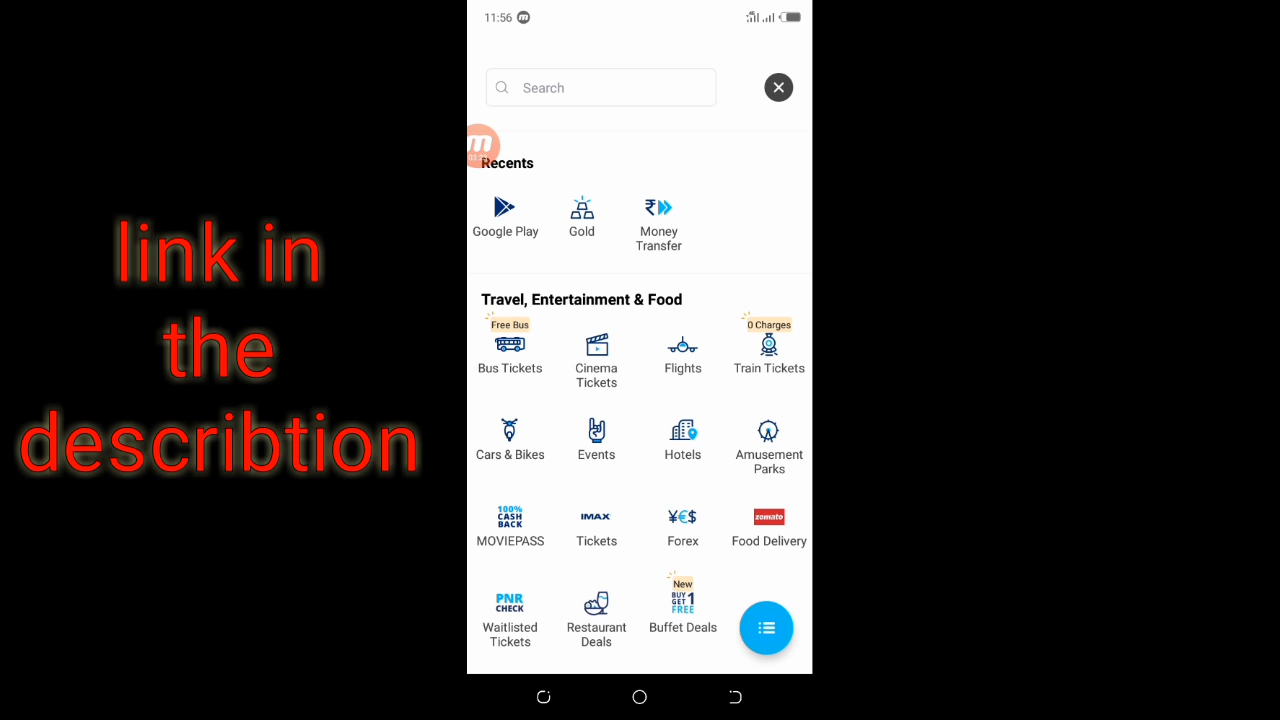 link in
the
describtion
11:56
Search
Recents
Google Play
Gold
Money
Transfer
Travel, Entertainment & Food
Free Bus
0 Charges
Bus Tickets
Cinema
Tickets
Flights
Train Tickets
Cars & Bikes
Events
Hotels
Amusement
Parks
100%
CASH
BACK
MOVIEPASS
IMAX
Tickets
¥€$
Forex
zomato
Food Delivery
PNR
CHECK
Waitlisted
Tickets
Restaurant
Deals
New
BUY
GET 1
FREE
Buffet Deals